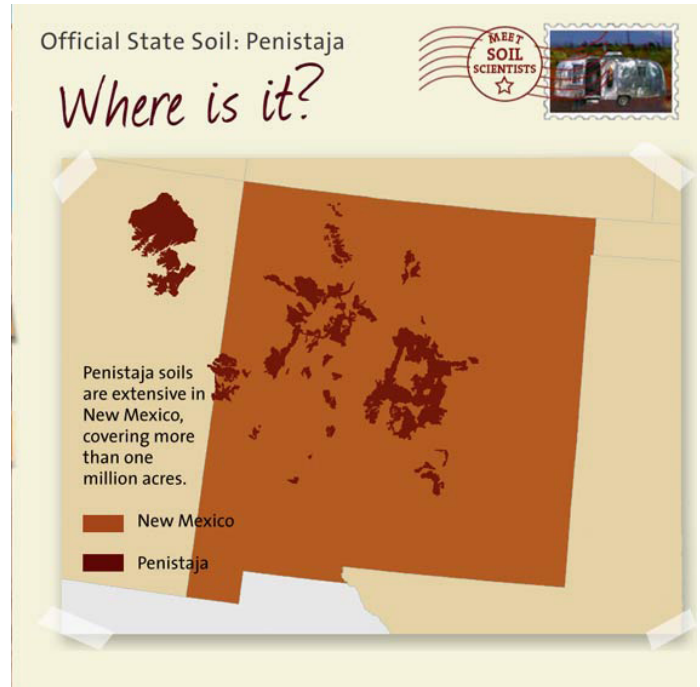 Official State Soil: Penistaja
Where is it?
MEET
SOIL
SCIENTISTS
Penistaja soils
are extensive in
New Mexico,
covering more
than one
million acres.
New Mexico
Penistaja